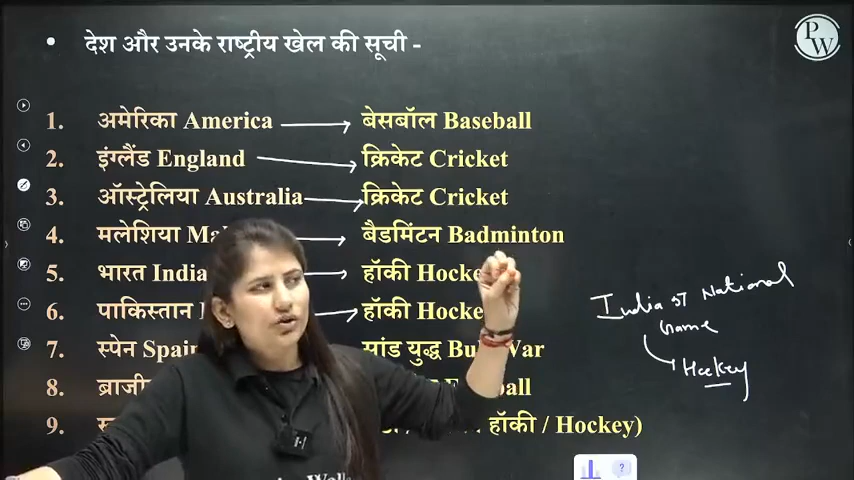 PW
• देश और उनके राष्ट्रीय खेल की सूची -
1. अमेरिका America बेसबॉल Baseball
2. इंग्लैंड England क्रिकेट Cricket
3. ऑस्ट्रेलिया Australia क्रिकेट Cricket
4. मलेशिया बैडमिंटन Badminton
5. भारत India हॉकी
6. पाकिस्तान हॉकी
7. स्पेन सांड युद्ध
8.
9. हॉकी / Hockey)
India का National
Game
Hockey